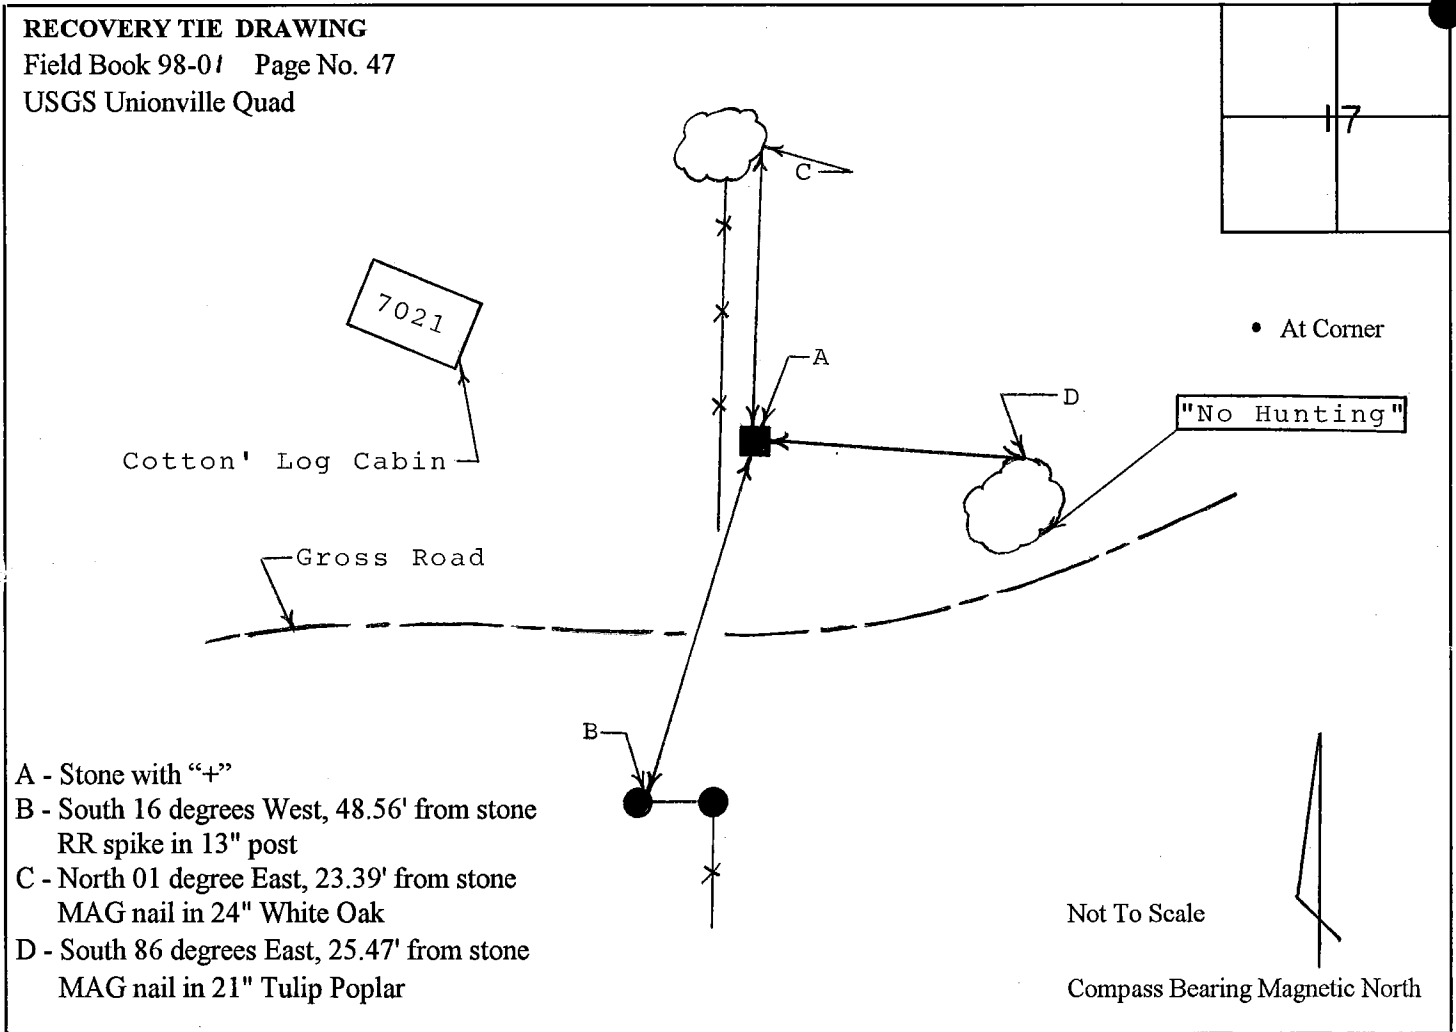 RECOVERY TIE DRAWING
Field Book 98-01 Page No. 47
USGS Unionville Quad
17
C
7021
A
• At Corner
D
"No Hunting"
Cotton' Log Cabin
Gross Road
B
A - Stone with “+”
B - South 16 degrees West, 48.56' from stone
RR spike in 13" post
C - North 01 degree East, 23.39' from stone
MAG nail in 24" White Oak
D - South 86 degrees East, 25.47' from stone
MAG nail in 21" Tulip Poplar
Not To Scale
Compass Bearing Magnetic North